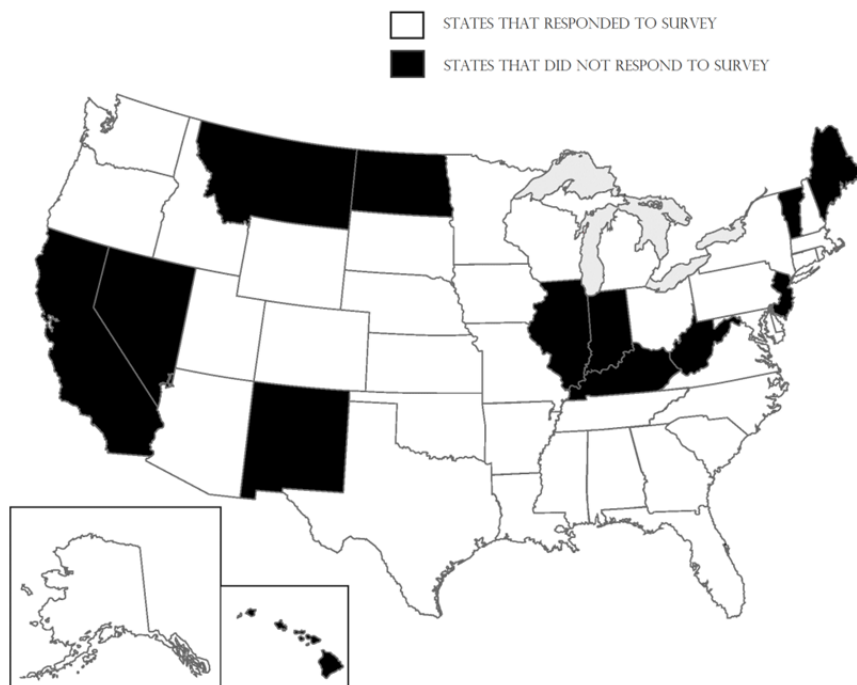 STATES THAT RESPONDED TO SURVEY
STATES THAT DID NOT RESPOND TO SURVEY